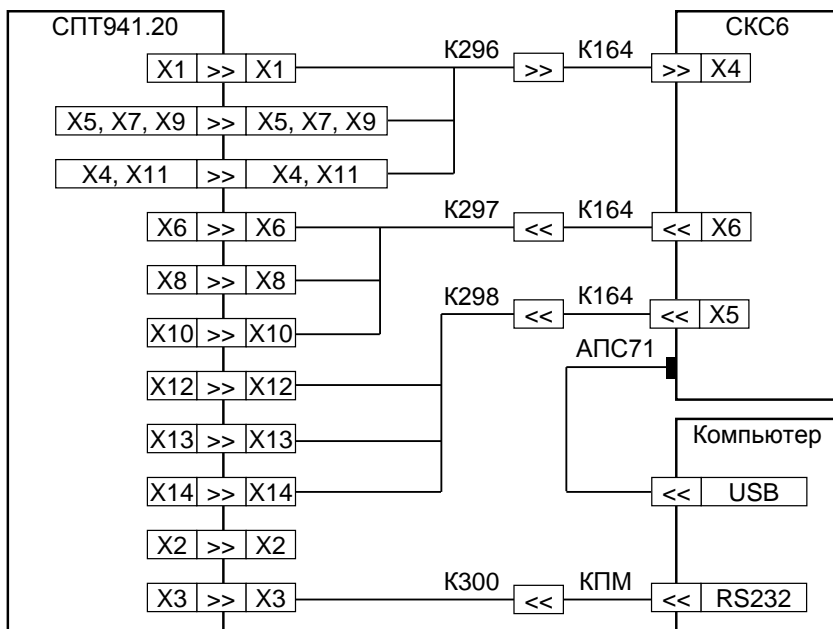 СПТ941.20 СКС6
К296 К164
X1 >> X1 >> >> X4
X5, X7, X9 >> X5, X7, X9
X4, X11 >> X4, X11
К297 К164
X6 >> X6 << << X6
X8 >> X8
К298 К164
X10 >> X10 << << X5
АПС71
X12 >> X12
X13 >> X13 Компьютер
X14 >> X14 << USB
X2 >> X2
К300 КПМ
X3 >> X3 << << RS232